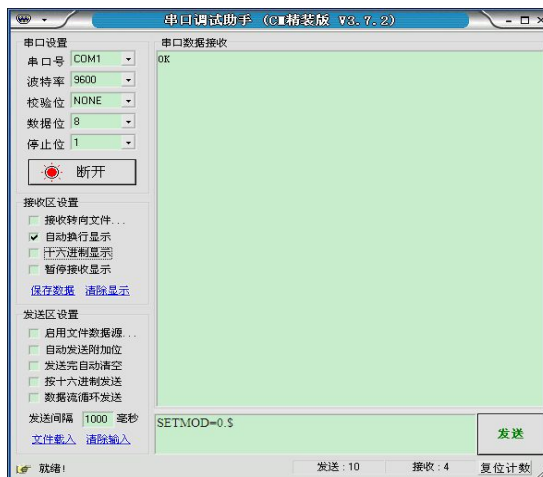 串口调试助手 (CM精装版 V3.7.2)
串口设置
串口号 COM1
波特率 9600
校验位 NONE
数据位 8
停止位 1
断开
接收区设置
接收转向文件...
自动换行显示
十六进制显示
暂停接收显示
保存数据 清除显示
发送区设置
启用文件数据源...
自动发送附加位
发送完自动清空
按十六进制发送
数据流循环发送
发送间隔 1000 毫秒
文件载入 清除输入
串口数据接收
OK
SETMOD=0.$
发送
就绪!
发送 : 10
接收 : 4
复位计数